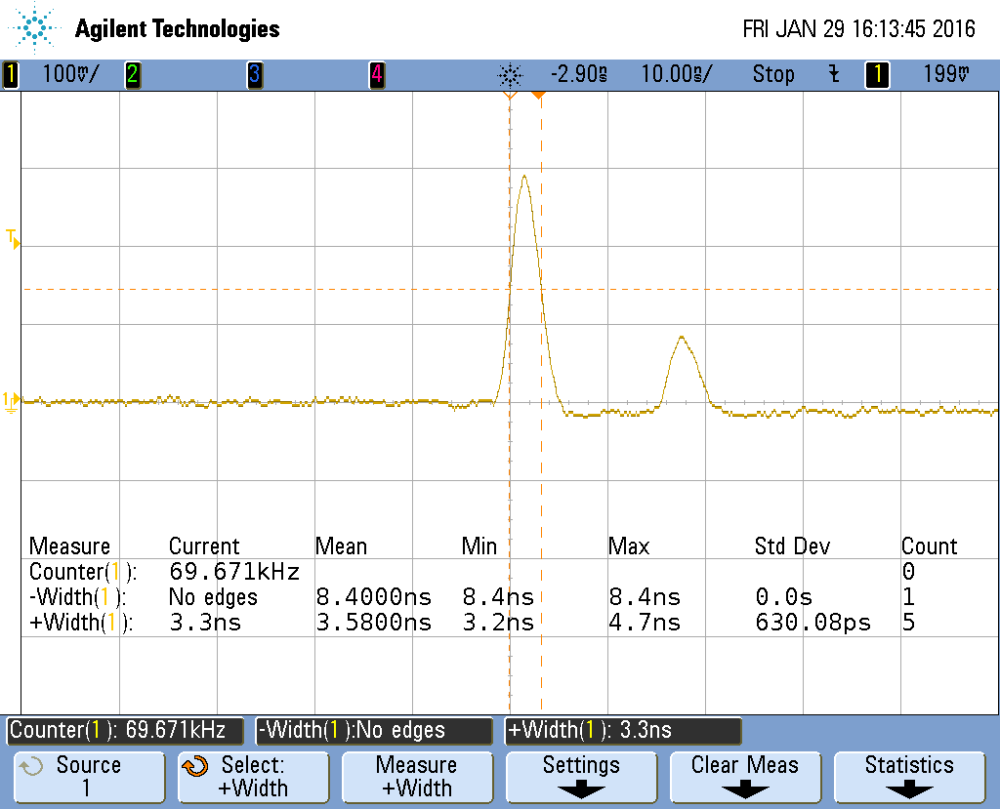 Agilent Technologies FRI JAN 29 16:13:45 2016
1 100mV/ 2 3 4 -2.90ns 10.00ns/ Stop 1 199mV
T
1
Measure Current Mean Min Max Std Dev Count
Counter(1): 69.671kHz 0
-Width(1): No edges 8.4000ns 8.4ns 8.4ns 0.0s 1
+Width(1): 3.3ns 3.5800ns 3.2ns 4.7ns 630.08ps 5
Counter(1): 69.671kHz -Width(1):No edges +Width(1): 3.3ns
Source Select: Measure Settings Clear Meas Statistics
1 +Width +Width